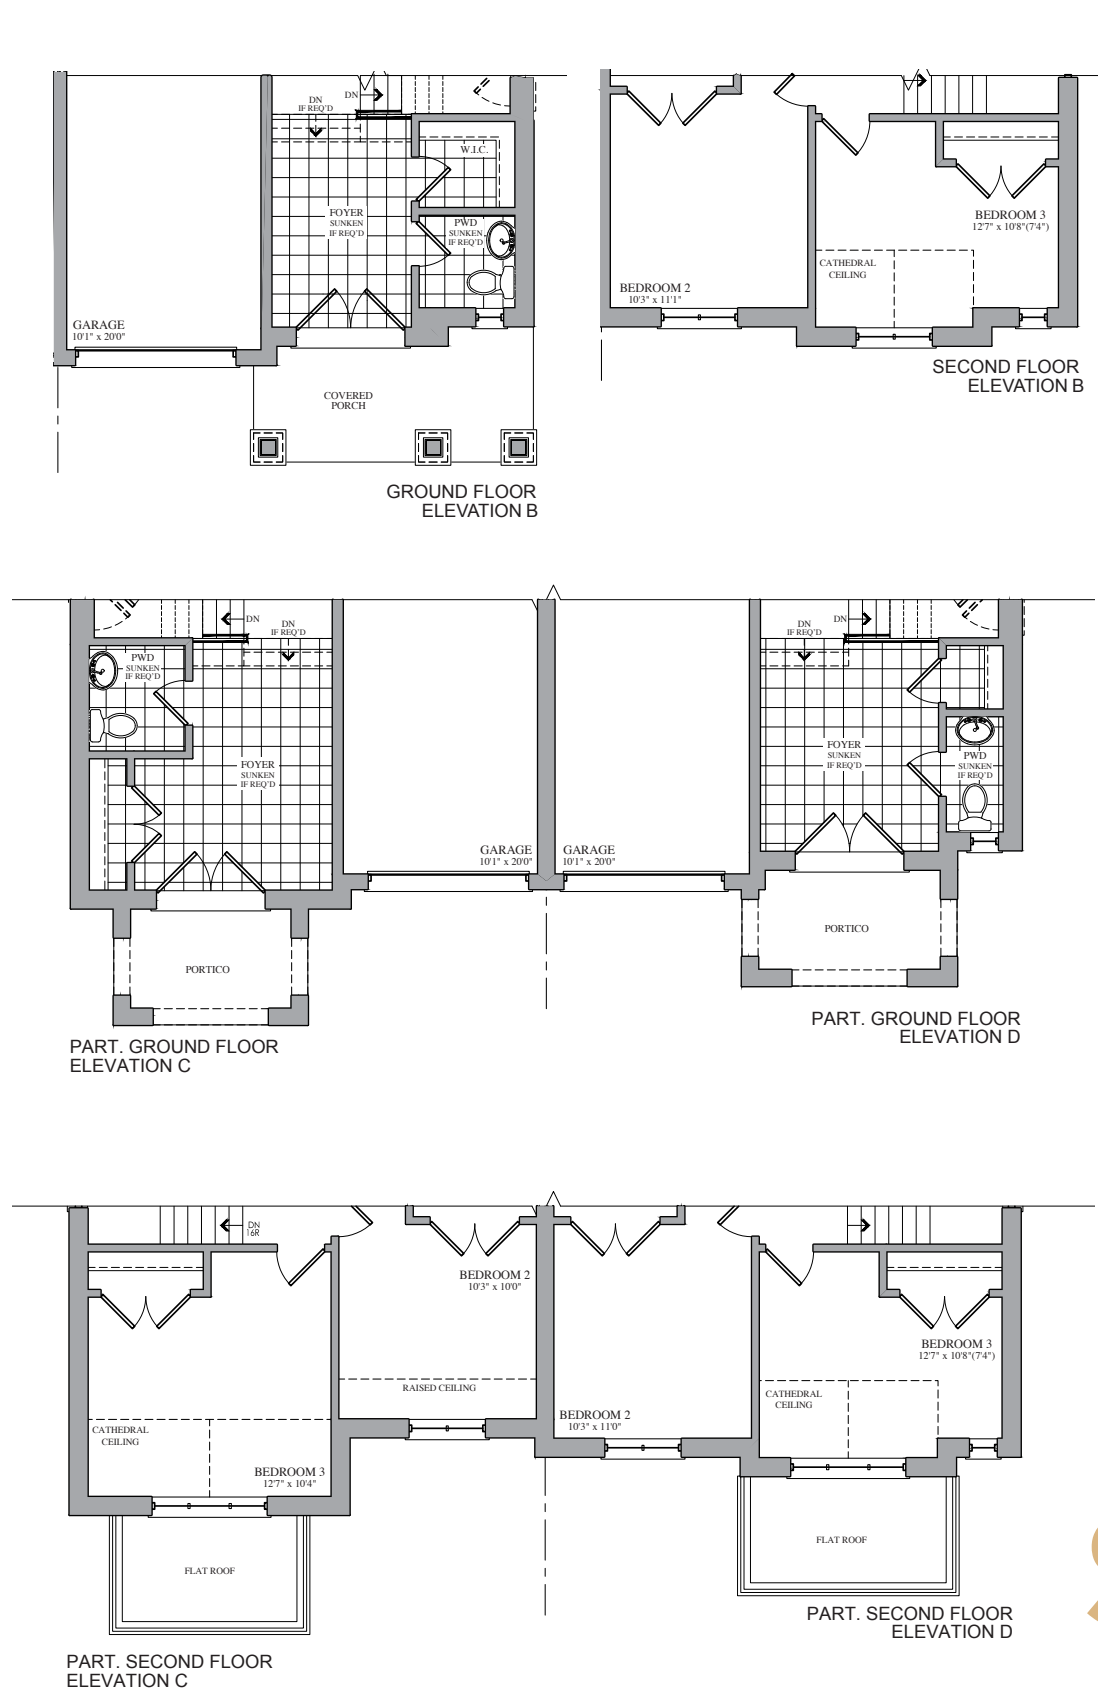 DN
DN
IF REQ'D
W.I.C.
FOYER
SUNKEN
IF REQ'D
PWD
SUNKEN
IF REQ'D
GARAGE
10'1" x 20'0"
COVERED
PORCH
GROUND FLOOR
ELEVATION B
BEDROOM 3
12'7" x 10'8"(7'4")
CATHEDRAL
CEILING
BEDROOM 2
10'3" x 11'1"
SECOND FLOOR
ELEVATION B
DN
DN
IF REQ'D
PWD
SUNKEN
IF REQ'D
FOYER
SUNKEN
IF REQ'D
GARAGE
10'1" x 20'0"
PORTICO
PART. GROUND FLOOR
ELEVATION C
DN
IF REQ'D
DN
FOYER
SUNKEN
IF REQ'D
PWD
SUNKEN
IF REQ'D
GARAGE
10'1" x 20'0"
PORTICO
PART. GROUND FLOOR
ELEVATION D
DN
16R
BEDROOM 2
10'3" x 10'0"
RAISED CEILING
CATHEDRAL
CEILING
BEDROOM 3
12'7" x 10'4"
FLAT ROOF
PART. SECOND FLOOR
ELEVATION C
BEDROOM 3
12'7" x 10'8"(7'4")
CATHEDRAL
CEILING
BEDROOM 2
10'3" x 11'0"
FLAT ROOF
PART. SECOND FLOOR
ELEVATION D